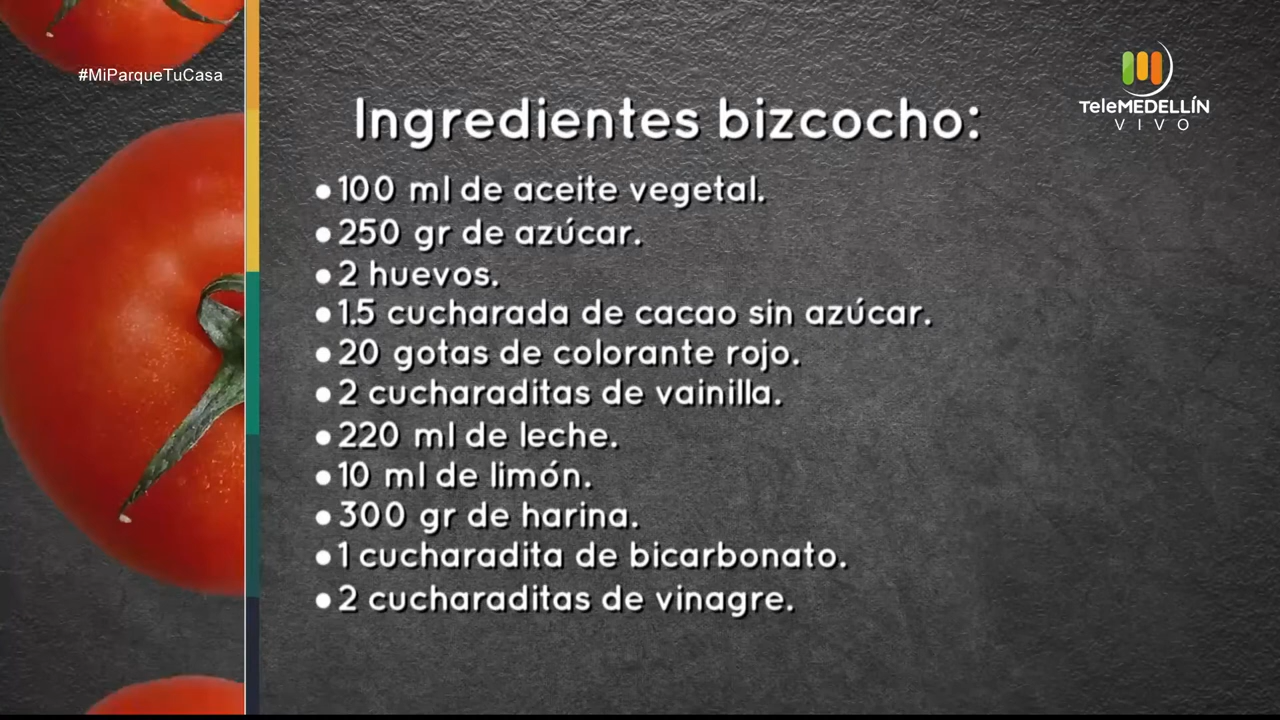 #MiParqueTuCasa
TeleMEDELLÍN
VIVO
Ingredientes bizcocho:
•100 ml de aceite vegetal.
•250 gr de azúcar.
•2 huevos.
•1.5 cucharada de cacao sin azúcar.
•20 gotas de colorante rojo.
•2 cucharaditas de vainilla.
•220 ml de leche.
•10 ml de limón.
•300 gr de harina.
•1 cucharadita de bicarbonato.
•2 cucharaditas de vinagre.